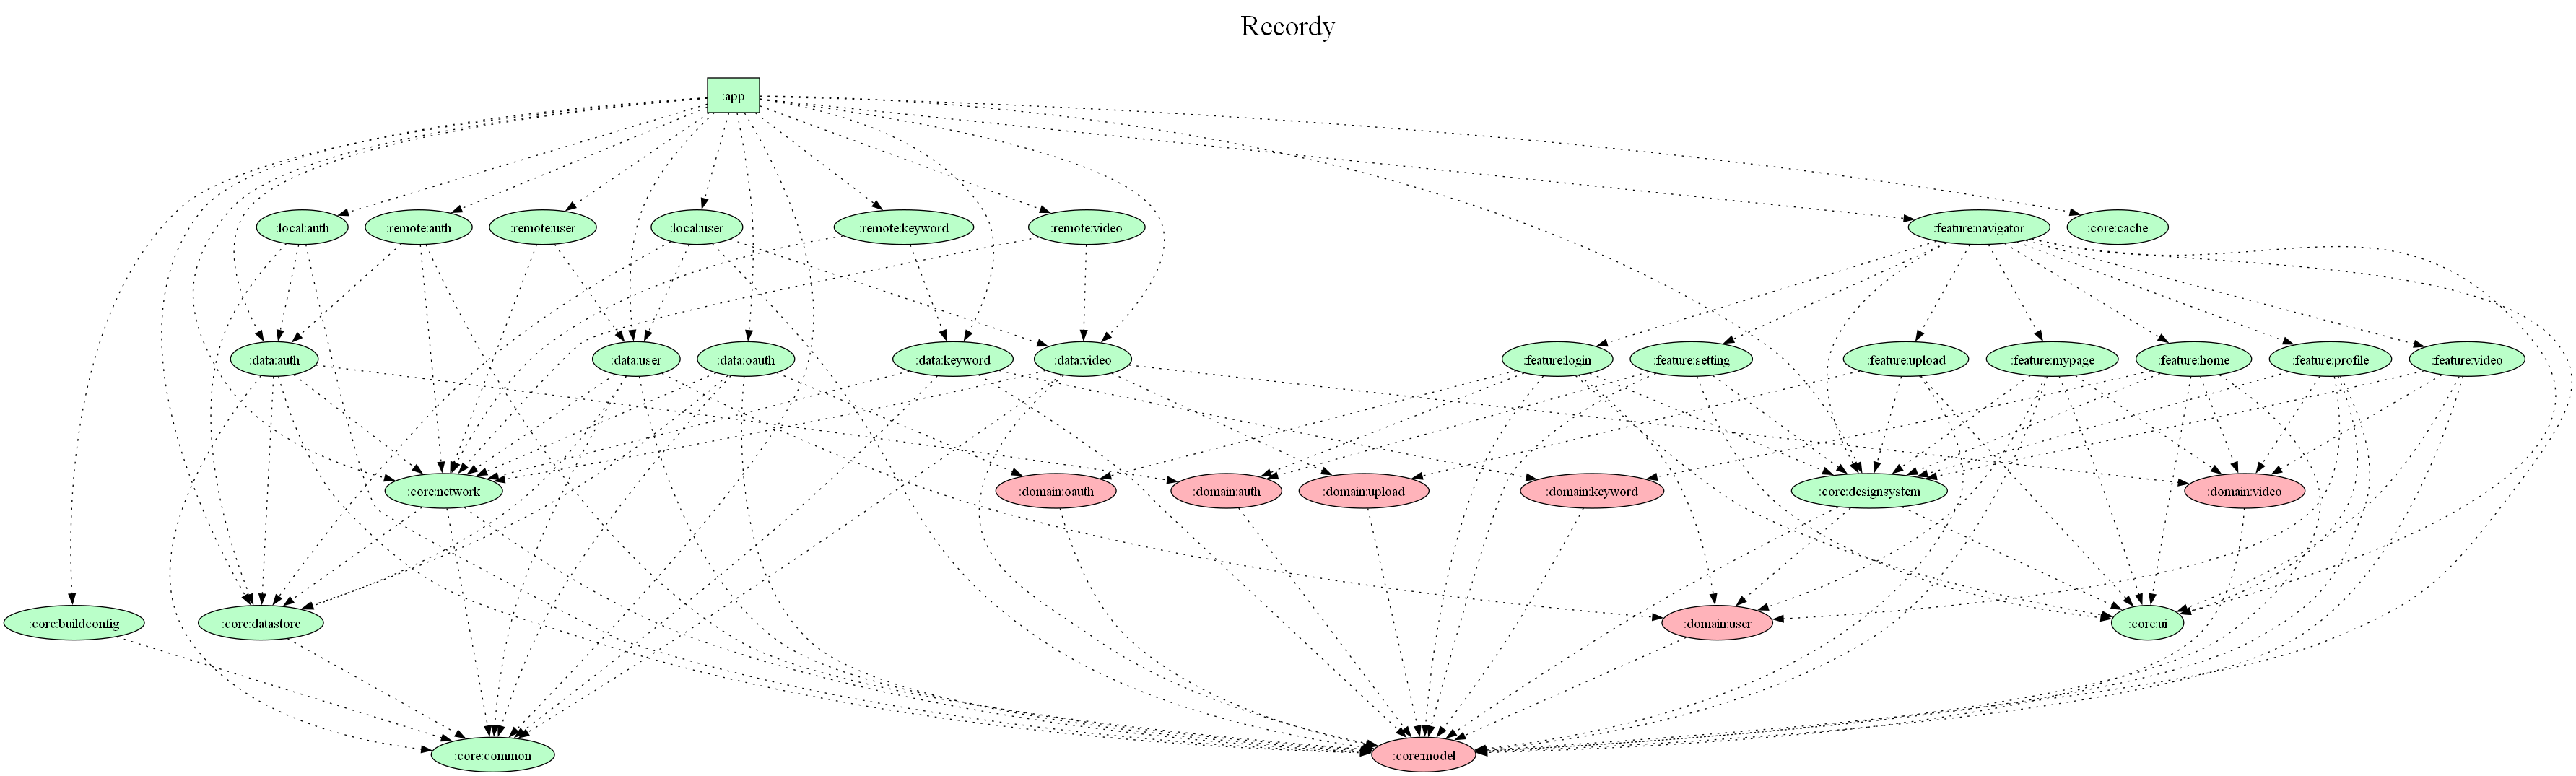 Recordy
:app
:local:auth
:remote:auth
:remote:user
:local:user
:remote:keyword
:remote:video
:feature:navigator
:core:cache
:data:auth
:data:user
:data:oauth
:data:keyword
:data:video
:feature:login
:feature:setting
:feature:upload
:feature:mypage
:feature:home
:feature:profile
:feature:video
:core:network
:domain:oauth
:domain:auth
:domain:upload
:domain:keyword
:core:designsystem
:domain:video
:core:buildconfig
:core:datastore
:domain:user
:core:ui
:core:common
:core:model